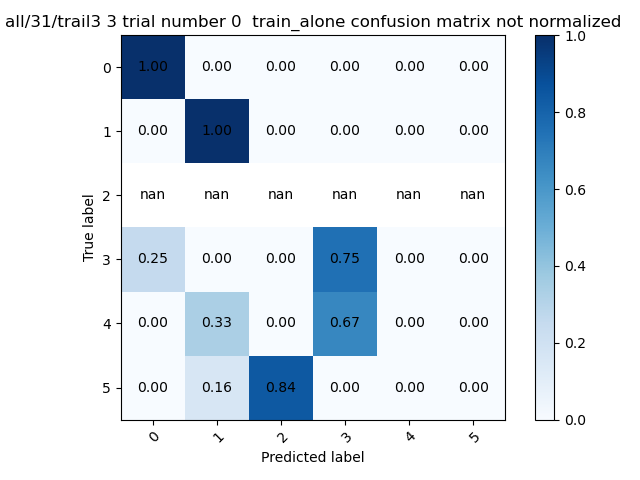 all/31/trail3 3 trial number 0  train_alone confusion matrix not normalized
0 1.00 0.00 0.00 0.00 0.00 0.00
1 0.00 1.00 0.00 0.00 0.00 0.00
2 nan nan nan nan nan nan
3 0.25 0.00 0.00 0.75 0.00 0.00
4 0.00 0.33 0.00 0.67 0.00 0.00
5 0.00 0.16 0.84 0.00 0.00 0.00
True label
0 1 2 3 4 5
Predicted label
1.0
0.8
0.6
0.4
0.2
0.0